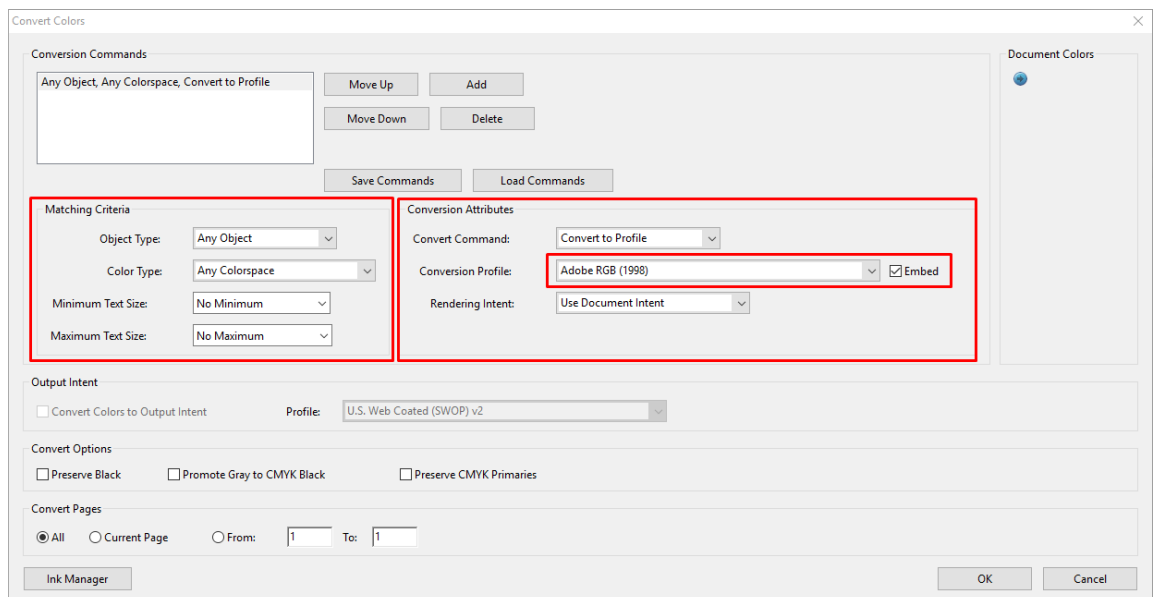 Convert Colors
Conversion Commands
Document Colors
Any Object, Any Colorspace, Convert to Profile
Move Up
Add
Move Down
Delete
Save Commands
Load Commands
Matching Criteria
Object Type: Any Object
Color Type: Any Colorspace
Minimum Text Size: No Minimum
Maximum Text Size: No Maximum
Conversion Attributes
Convert Command: Convert to Profile
Conversion Profile: Adobe RGB (1998) Embed
Rendering Intent: Use Document Intent
Output Intent
Convert Colors to Output Intent Profile: U.S. Web Coated (SWOP) v2
Convert Options
Preserve Black Promote Gray to CMYK Black Preserve CMYK Primaries
Convert Pages
All Current Page From: 1 To: 1
Ink Manager OK Cancel